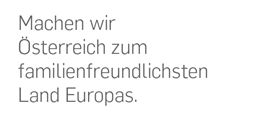 Machen wir
Österreich zum
familienfreundlichsten
Land Europas.